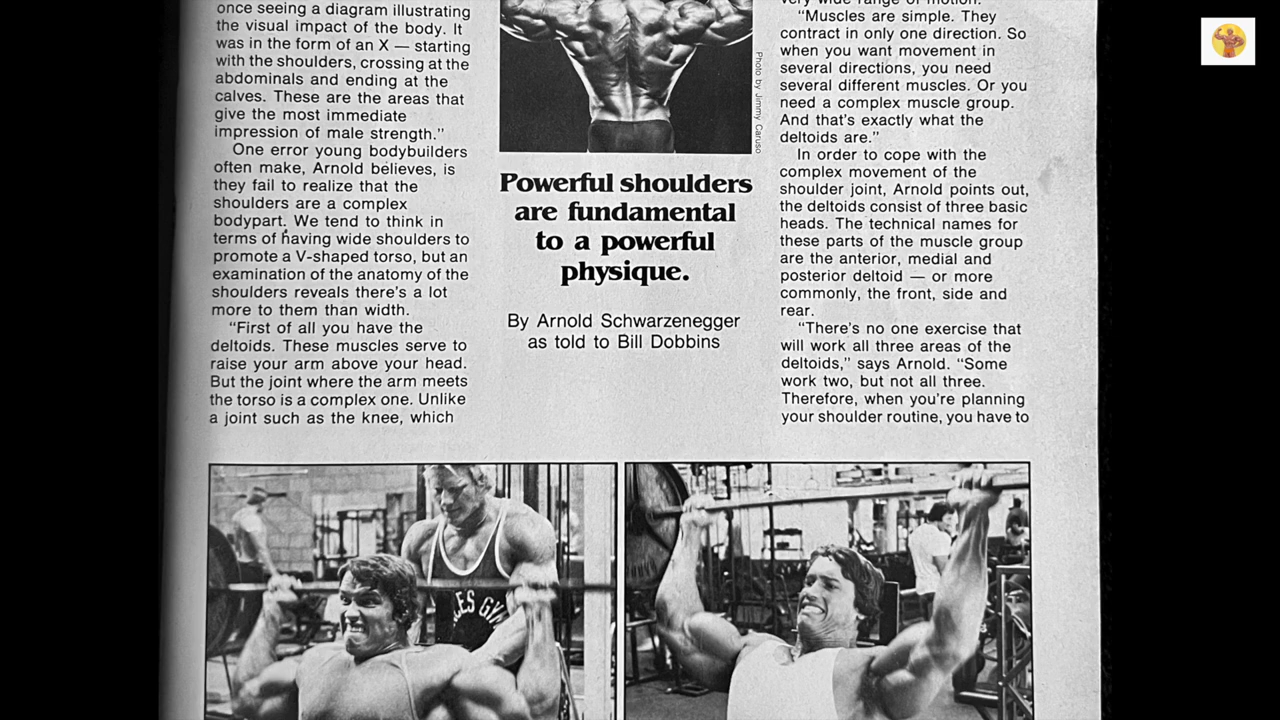 once seeing a diagram illustrating
the visual impact of the body. It
was in the form of an X — starting
with the shoulders, crossing at the
abdominals and ending at the
calves. These are the areas that
give the most immediate
impression of male strength.”
One error young bodybuilders
often make, Arnold believes, is
they fail to realize that the
shoulders are a complex
bodypart. We tend to think in
terms of having wide shoulders to
promote a V-shaped torso, but an
examination of the anatomy of the
shoulders reveals there's a lot
more to them than width.
“First of all you have the
deltoids. These muscles serve to
raise your arm above your head.
But the joint where the arm meets
the torso is a complex one. Unlike
a joint such as the knee, which
Photo by Jimmy Caruso
Powerful shoulders
are fundamental
to a powerful
physique.
By Arnold Schwarzenegger
as told to Bill Dobbins
very wide range of motion.
“Muscles are simple. They
contract in only one direction. So
when you want movement in
several directions, you need
several different muscles. Or you
need a complex muscle group.
And that's exactly what the
deltoids are.”
In order to cope with the
complex movement of the
shoulder joint, Arnold points out,
the deltoids consist of three basic
heads. The technical names for
these parts of the muscle group
are the anterior, medial and
posterior deltoid — or more
commonly, the front, side and
rear.
“There's no one exercise that
will work all three areas of the
deltoids,” says Arnold. “Some
work two, but not all three.
Therefore, when you're planning
your shoulder routine, you have to